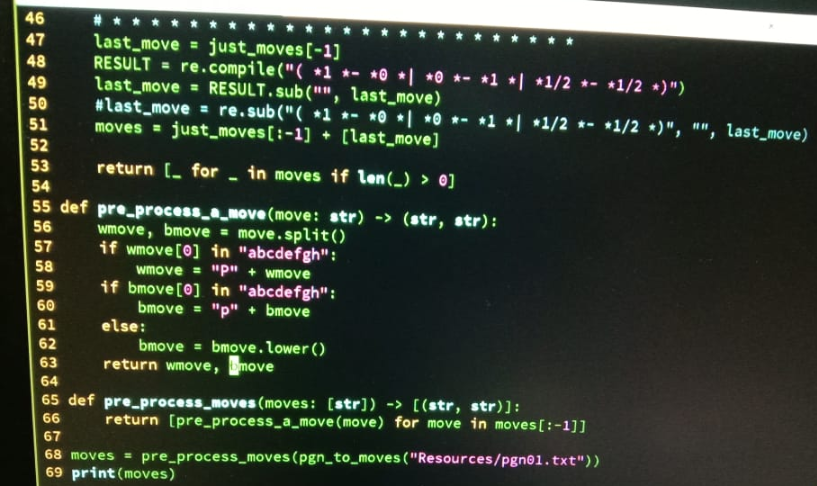 46 # * * * * * * * * * * * * * * * * * * * * * * * * *
47 last_move = just_moves[-1]
48 RESULT = re.compile("( *1 *- *0 *| *0 *- *1 *| *1/2 *- *1/2 *)")
49 last_move = RESULT.sub("", last_move)
50 #last_move = re.sub("( *1 *- *0 *| *0 *- *1 *| *1/2 *- *1/2 *)", "", last_move)
51 moves = just_moves[:-1] + [last_move]
52
53 return [_ for _ in moves if len(_) > 0]
54
55 def pre_process_a_move(move: str) -> (str, str):
56 wmove, bmove = move.split()
57 if wmove[0] in "abcdefgh":
58 wmove = "P" + wmove
59 if bmove[0] in "abcdefgh":
60 bmove = "p" + bmove
61 else:
62 bmove = bmove.lower()
63 return wmove, bmove
64
65 def pre_process_moves(moves: [str]) -> [(str, str)]:
66 return [pre_process_a_move(move) for move in moves[:-1]]
67
68 moves = pre_process_moves(pgn_to_moves("Resources/pgn01.txt"))
69 print(moves)